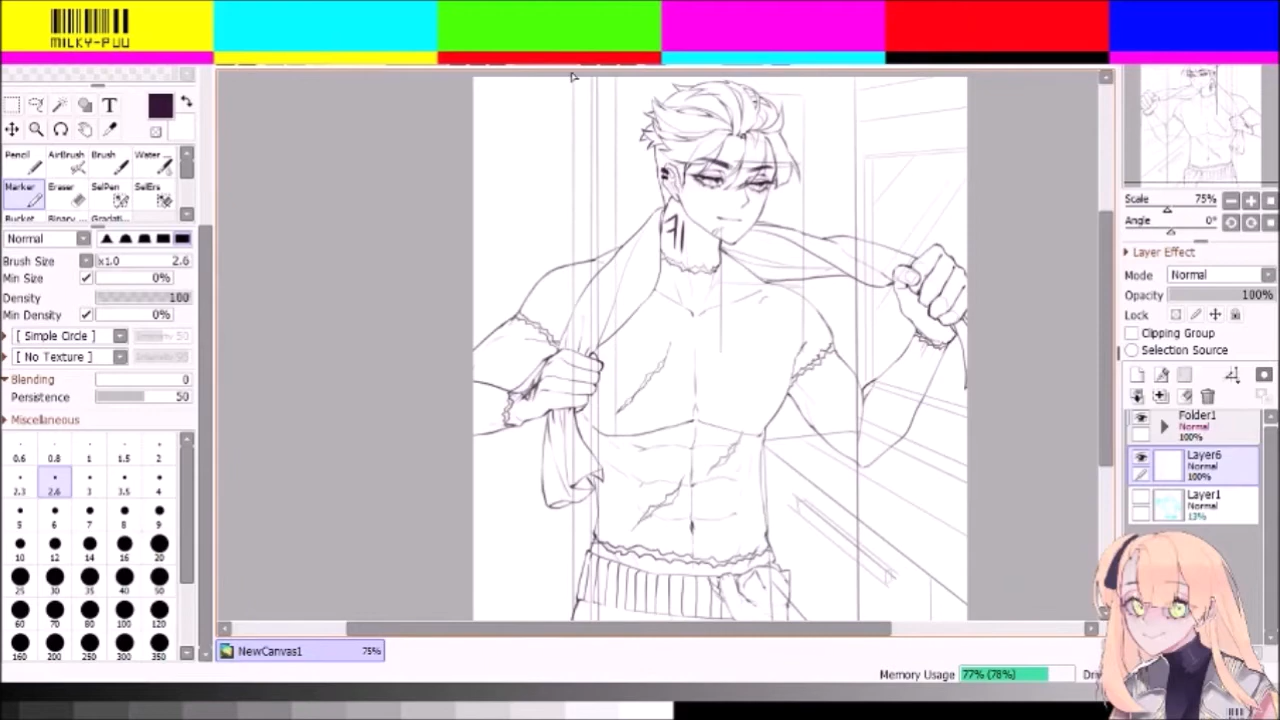 MILKY-PUU
T
Pencil AirBrush Brush Water ...
Marker Eraser SelPen SelErs
Bucket Binary... Gradati...
Normal
Brush Size x1.0 2.6
Min Size 0%
Density 100
Min Density 0%
[ Simple Circle ] 50
[ No Texture ]
Blending 0
Persistence 50
Miscellaneous
0.6 0.8 1 1.5 2
2.3 2.6 3 3.5 4
5 6 7 8 9
10 12 14 16 20
25 30 35 40 50
60 70 80 100 120
160 200 250 300 350
NewCanvas1 75%
Memory Usage 77% (78%)
Scale 75%
Angle 0°
Layer Effect
Mode Normal
Opacity 100%
Lock
Clipping Group
Selection Source
Folder1
Normal
100%
Layer6
Normal
100%
Layer1
Normal
13%